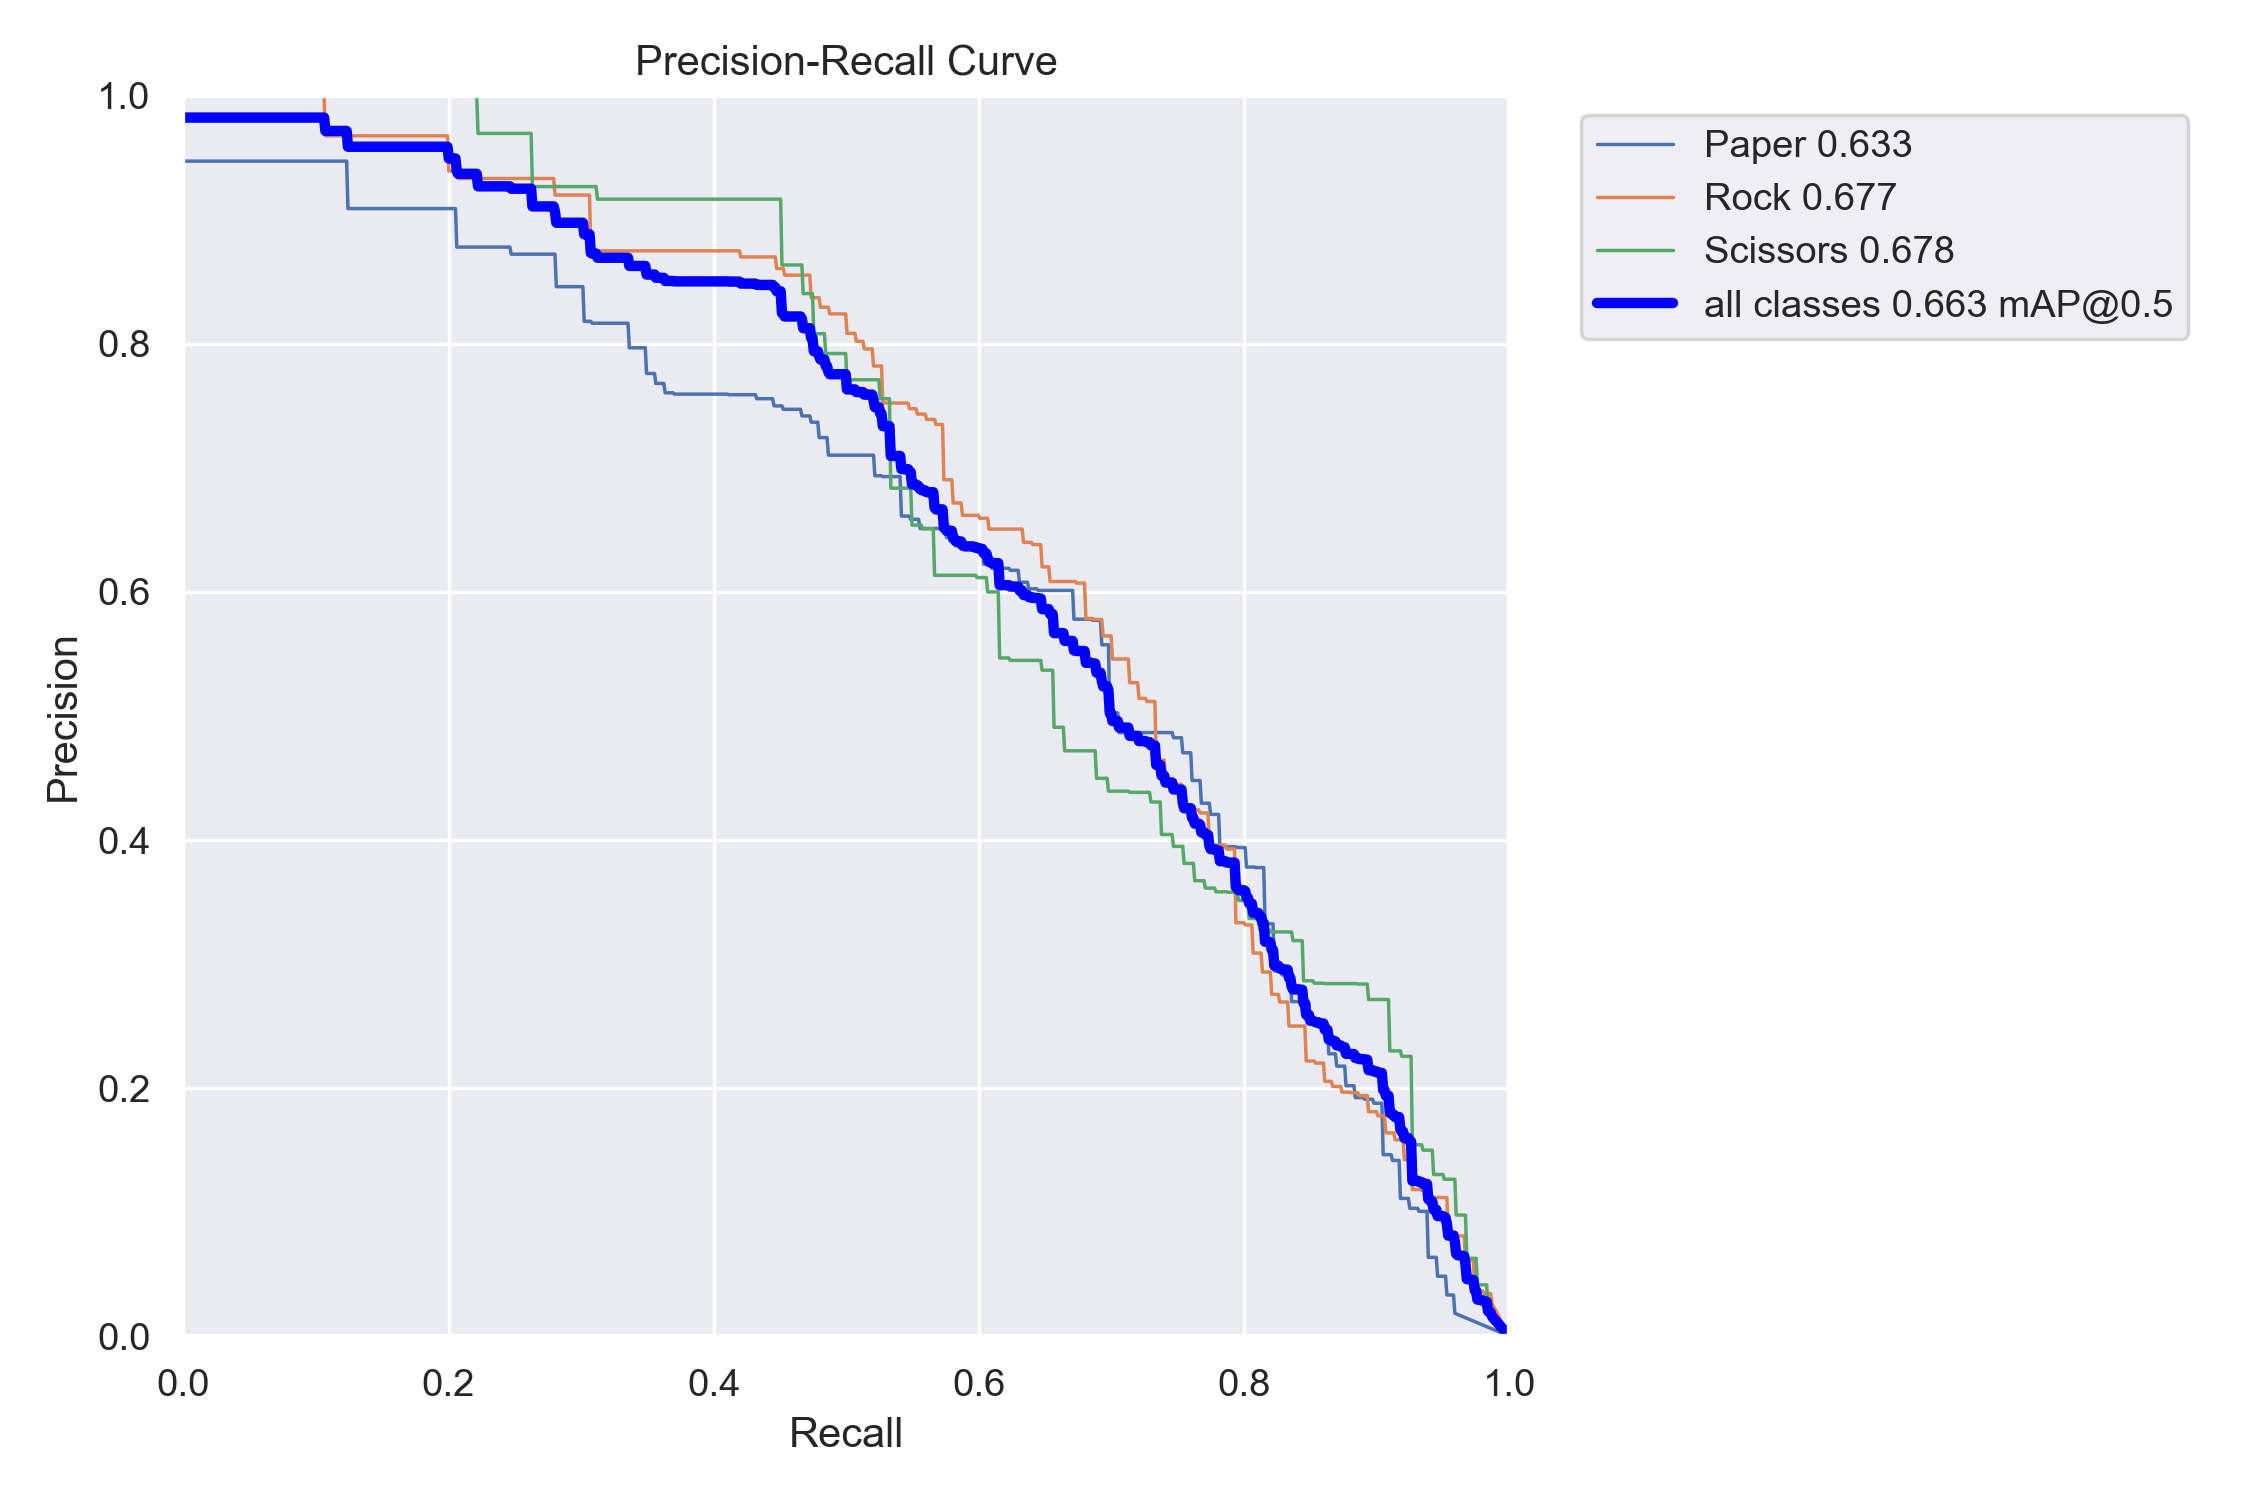 Precision-Recall Curve
1.0
0.8
0.6
0.4
0.2
0.0
Precision
0.0 0.2 0.4 0.6 0.8 1.0
Recall
Paper 0.633
Rock 0.677
Scissors 0.678
all classes 0.663 mAP@0.5